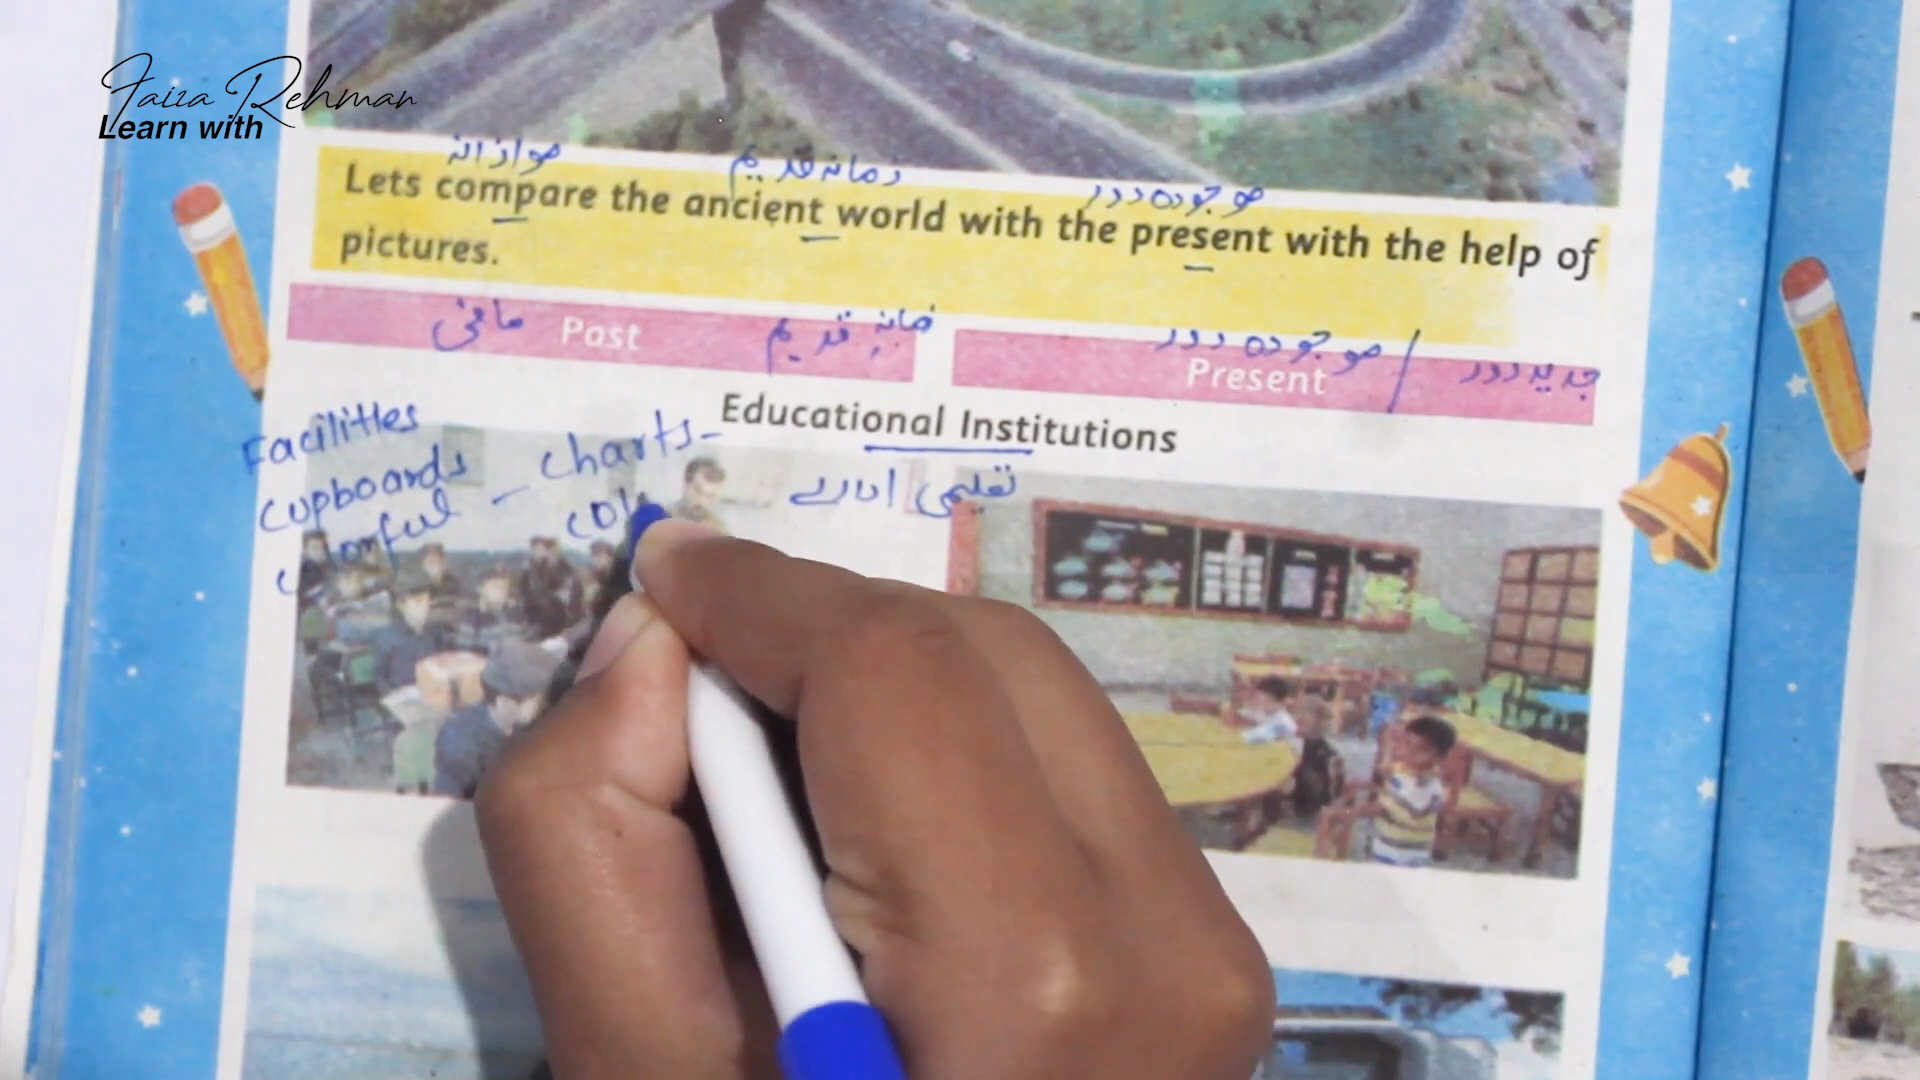 Faiza Rehman
Learn with
موازانہ زمانہ قدیم موجودہ دور
Lets compare the ancient world with the present with the help of
pictures.
ماضی Past زمانہ قدیم
جدید دور / موجودہ دور Present
Educational Institutions
تعلیمی ادارے
Facilities
cupboards - charts -